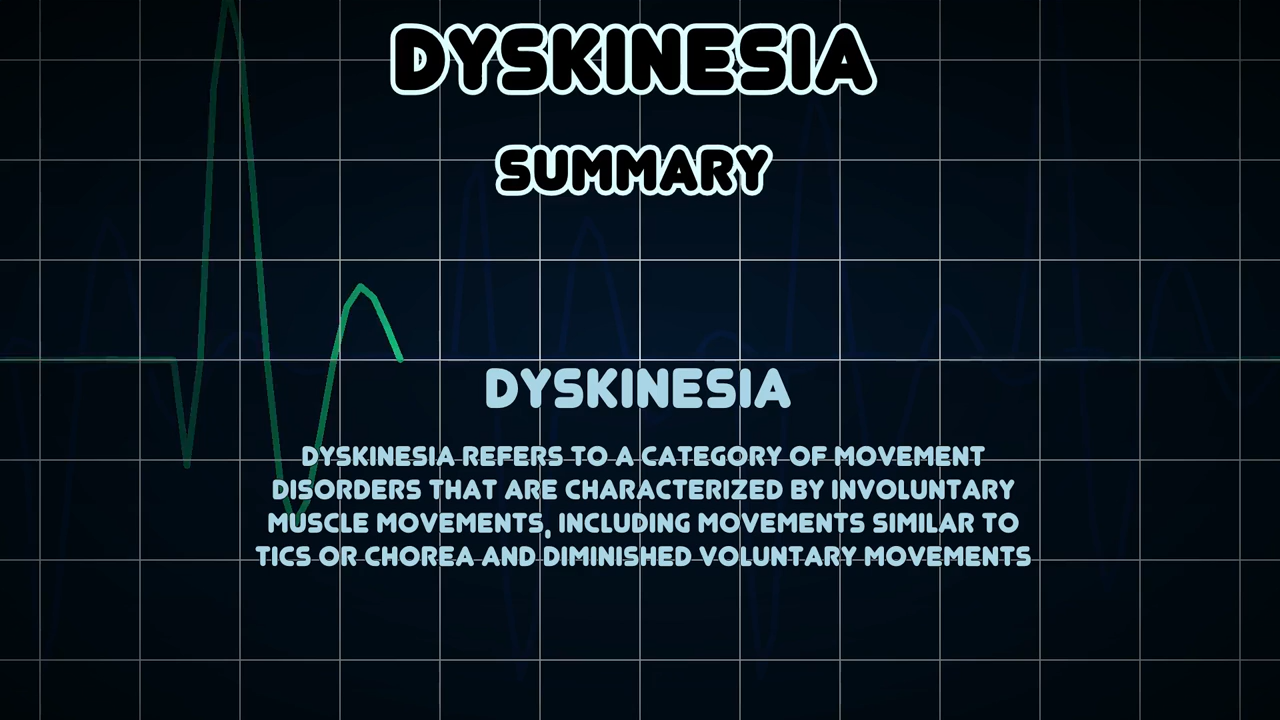 DYSKINESIA
SUMMARY
DYSKINESIA
DYSKINESIA REFERS TO A CATEGORY OF MOVEMENT
DISORDERS THAT ARE CHARACTERIZED BY INVOLUNTARY
MUSCLE MOVEMENTS, INCLUDING MOVEMENTS SIMILAR TO
TICS OR CHOREA AND DIMINISHED VOLUNTARY MOVEMENTS